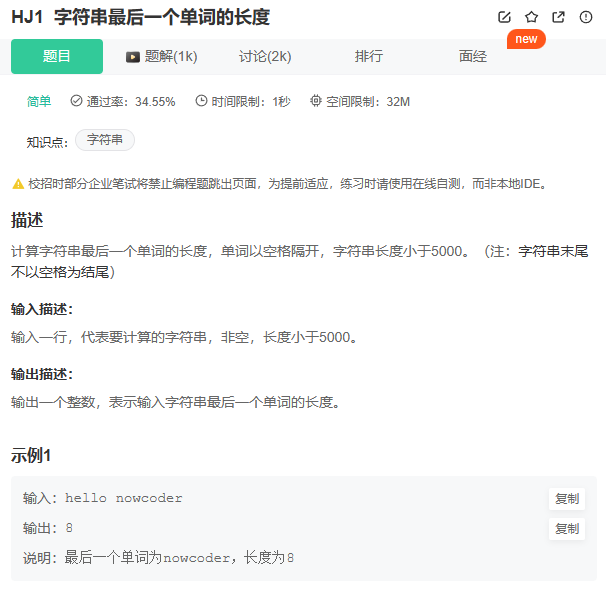 HJ1 字符串最后一个单词的长度
new
题目 题解(1k) 讨论(2k) 排行 面经
简单 通过率：34.55% 时间限制：1秒 空间限制：32M
知识点： 字符串
校招时部分企业笔试将禁止编程题跳出页面，为提前适应，练习时请使用在线自测，而非本地IDE。
描述
计算字符串最后一个单词的长度，单词以空格隔开，字符串长度小于5000。（注：字符串末尾
不以空格为结尾）
输入描述：
输入一行，代表要计算的字符串，非空，长度小于5000。
输出描述：
输出一个整数，表示输入字符串最后一个单词的长度。
示例1
输入：hello nowcoder 复制
输出：8 复制
说明：最后一个单词为nowcoder，长度为8